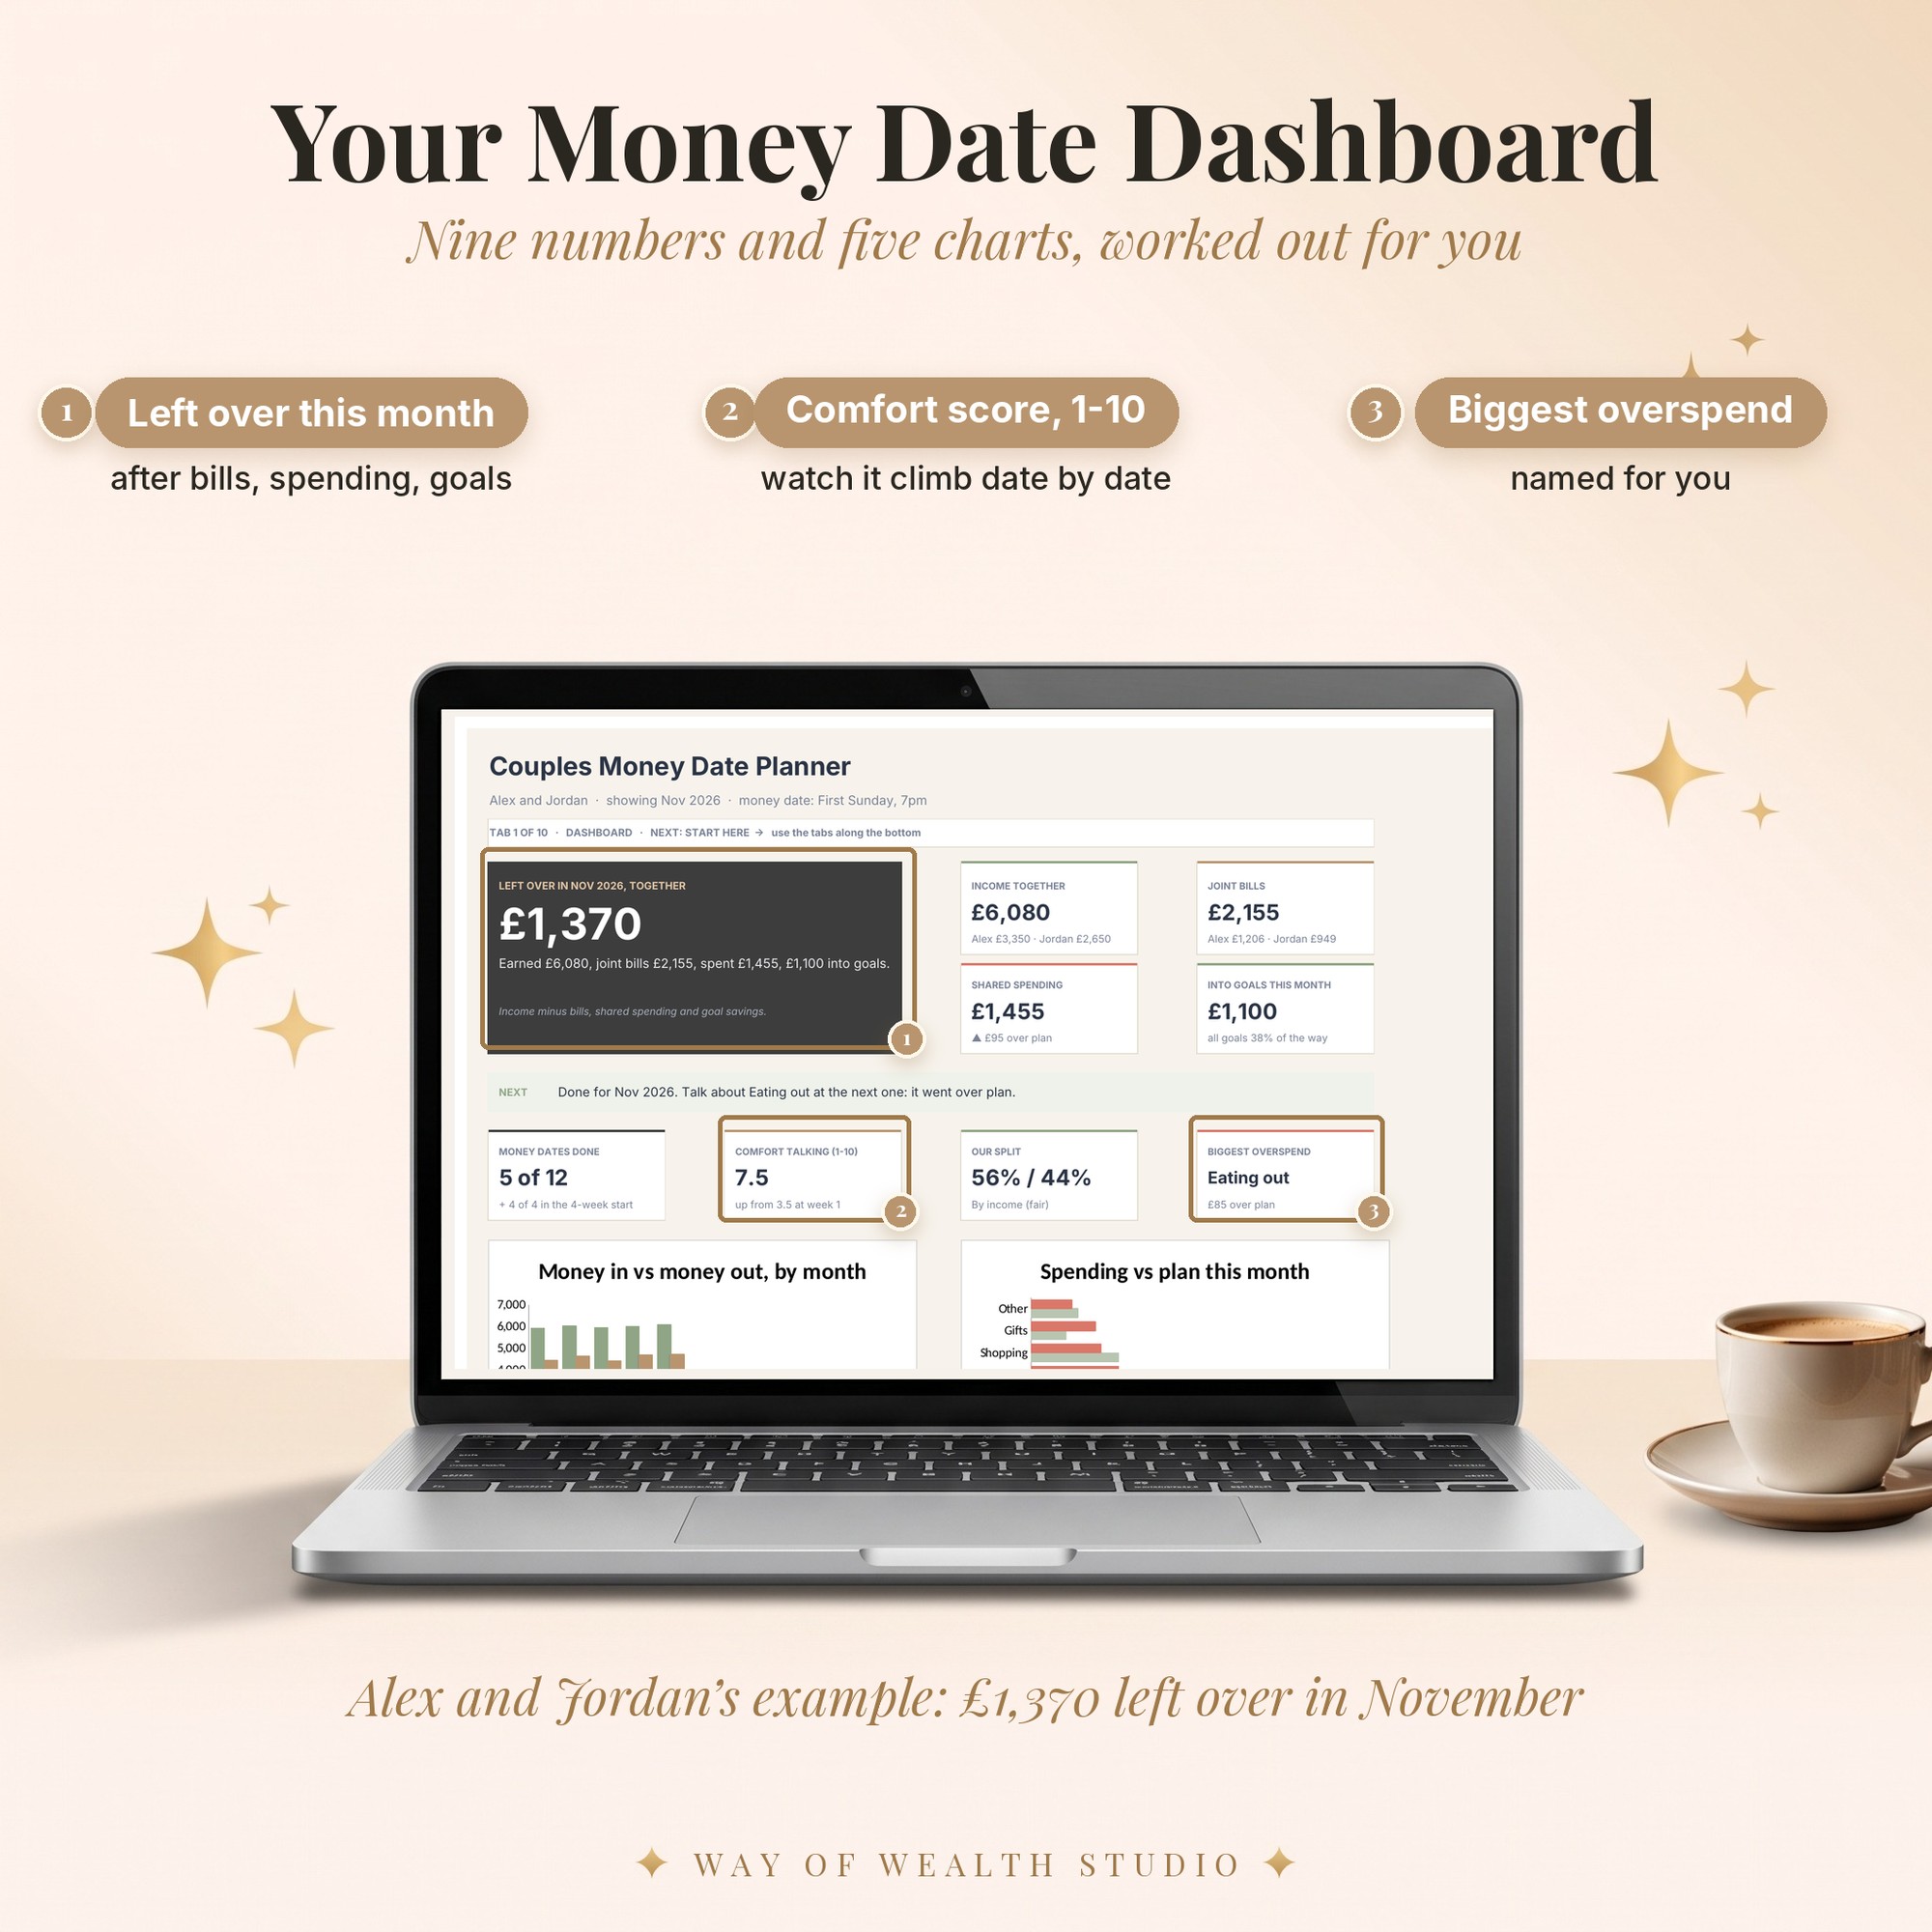 Your Money Date Dashboard
Nine numbers and five charts, worked out for you
1 Left over this month
after bills, spending, goals
2 Comfort score, 1-10
watch it climb date by date
3 Biggest overspend
named for you
Couples Money Date Planner
Alex and Jordan · showing Nov 2026 · money date: First Sunday, 7pm
TAB 1 OF 10 · DASHBOARD · NEXT: START HERE → use the tabs along the bottom
LEFT OVER IN NOV 2026, TOGETHER
£1,370
Earned £6,080, joint bills £2,155, spent £1,455, £1,100 into goals.
Income minus bills, shared spending and goal savings.
1
INCOME TOGETHER
£6,080
Alex £3,350 · Jordan £2,650
JOINT BILLS
£2,155
Alex £1,206 · Jordan £949
SHARED SPENDING
£1,455
▲ £95 over plan
INTO GOALS THIS MONTH
£1,100
all goals 38% of the way
NEXT Done for Nov 2026. Talk about Eating out at the next one: it went over plan.
MONEY DATES DONE
5 of 12
+ 4 of 4 in the 4-week start
COMFORT TALKING (1-10)
7.5
up from 3.5 at week 1
2
OUR SPLIT
56% / 44%
By income (fair)
BIGGEST OVERSPEND
Eating out
£85 over plan
3
Money in vs money out, by month
7,000
6,000
5,000
Spending vs plan this month
Other
Gifts
Shopping
Alex and Jordan's example: £1,370 left over in November
WAY OF WEALTH STUDIO